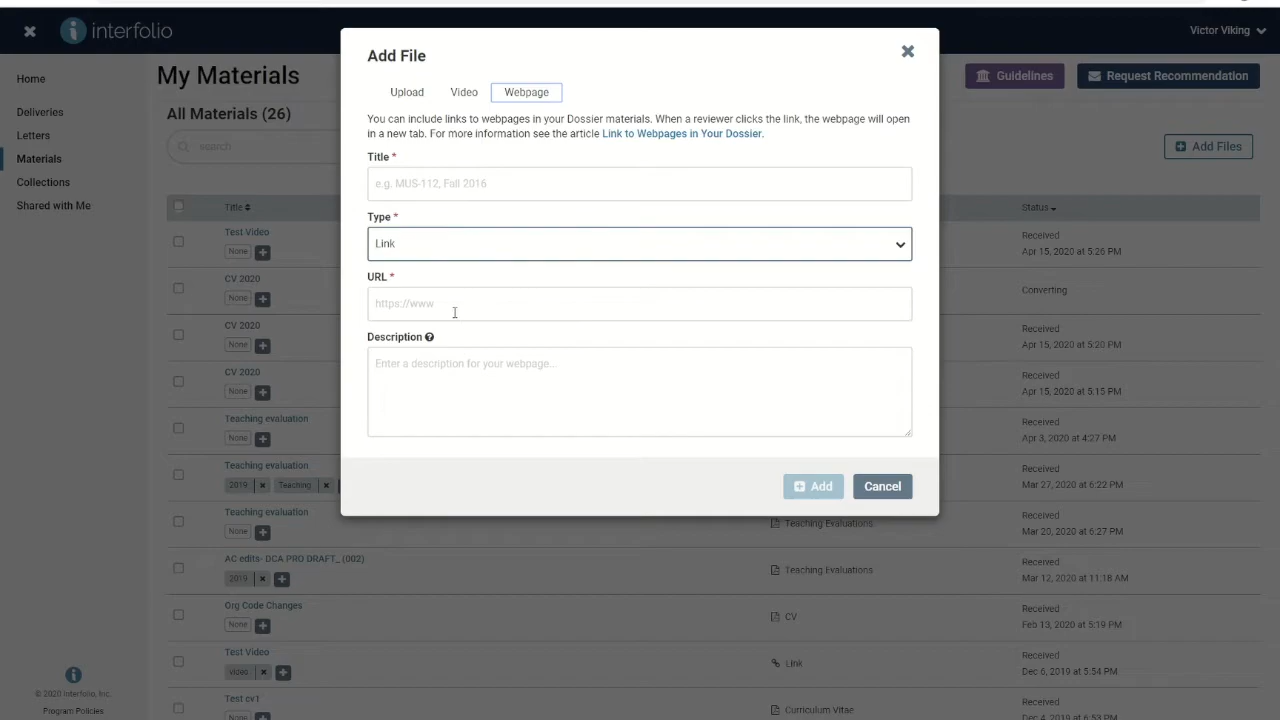 interfolio
Victor Viking
Home
Deliveries
Letters
Materials
Collections
Shared with Me
© 2020 Interfolio, Inc.
Program Policies
My Materials
Guidelines
Request Recommendation
All Materials (26)
search
Add Files
Title
Status
Test Video
None
Received
Apr 15, 2020 at 5:26 PM
CV 2020
None
Converting
CV 2020
None
Received
Apr 15, 2020 at 5:20 PM
CV 2020
None
Received
Apr 15, 2020 at 5:15 PM
Teaching evaluation
None
Received
Apr 3, 2020 at 4:27 PM
Teaching evaluation
2019 Teaching
Received
Mar 27, 2020 at 6:22 PM
Teaching evaluation
None
Teaching Evaluations
Received
Mar 20, 2020 at 6:27 PM
AC edits- DCA PRO DRAFT_ (002)
2019
Teaching Evaluations
Received
Mar 12, 2020 at 11:18 AM
Org Code Changes
None
CV
Received
Feb 13, 2020 at 5:19 PM
Test Video
video
Link
Received
Dec 6, 2019 at 5:54 PM
Test cv1
None
Curriculum Vitae
Received
Dec 4, 2019 at 6:53 PM
Add File
Upload Video Webpage
You can include links to webpages in your Dossier materials. When a reviewer clicks the link, the webpage will open
in a new tab. For more information see the article Link to Webpages in Your Dossier.
Title *
e.g. MUS-112, Fall 2016
Type *
Link
URL *
https://www
Description
Enter a description for your webpage...
Add
Cancel